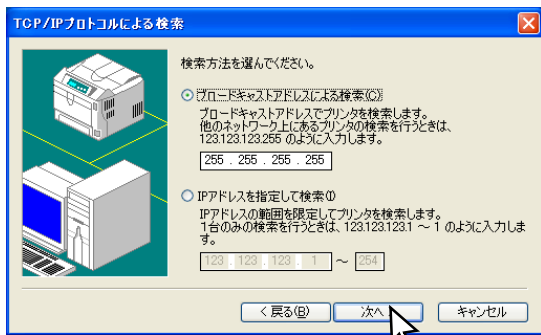 TCP/IPプロトコルによる検索
検索方法を選んでください。
ブロードキャストアドレスによる検索(C)
ブロードキャストアドレスでプリンタを検索します。
他のネットワーク上にあるプリンタの検索を行うときは、
123.123.123.255 のように入力します。
255 . 255 . 255 . 255
IPアドレスを指定して検索(I)
IPアドレスの範囲を限定してプリンタを検索します。
1台のみの検索を行うときは、123.123.123.1 ～ 1 のように入力しま
す。
123 . 123 . 123 . 1 ～ 254
< 戻る(B) 次へ キャンセル